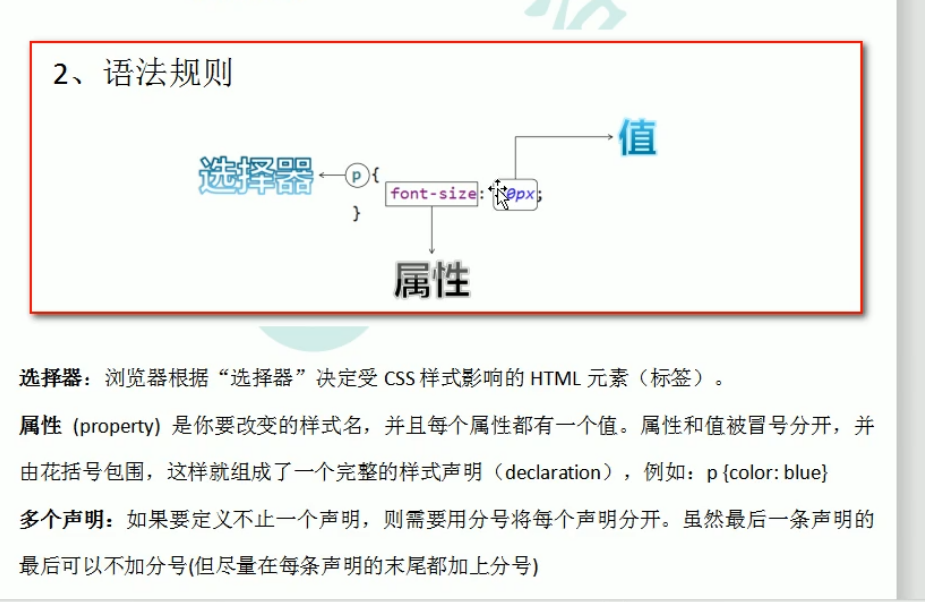 2、语法规则
值
选择器
p {
font-size: 0px;
}
属性
选择器：浏览器根据“选择器”决定受 CSS 样式影响的 HTML 元素（标签）。
属性 (property) 是你要改变的样式名，并且每个属性都有一个值。属性和值被冒号分开，并
由花括号包围，这样就组成了一个完整的样式声明（declaration），例如：p {color: blue}
多个声明：如果要定义不止一个声明，则需要用分号将每个声明分开。虽然最后一条声明的
最后可以不加分号(但尽量在每条声明的末尾都加上分号)